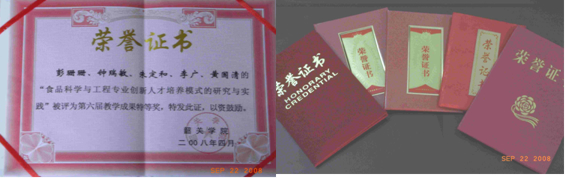 荣誉证书
彭珊珊、钟瑞敏、朱定和、李广、黄国清的
“食品科学与工程专业创新人才培养模式的研究与实
践”被评为第六届教学成果特等奖，特发此证，以资鼓励。
韶关学院
二〇〇八年四月
SEP 22 2008
荣誉证书
HONORARY
CREDENTIAL
荣誉证书
荣誉证书
荣誉证书
荣誉证
SEP 22 2008